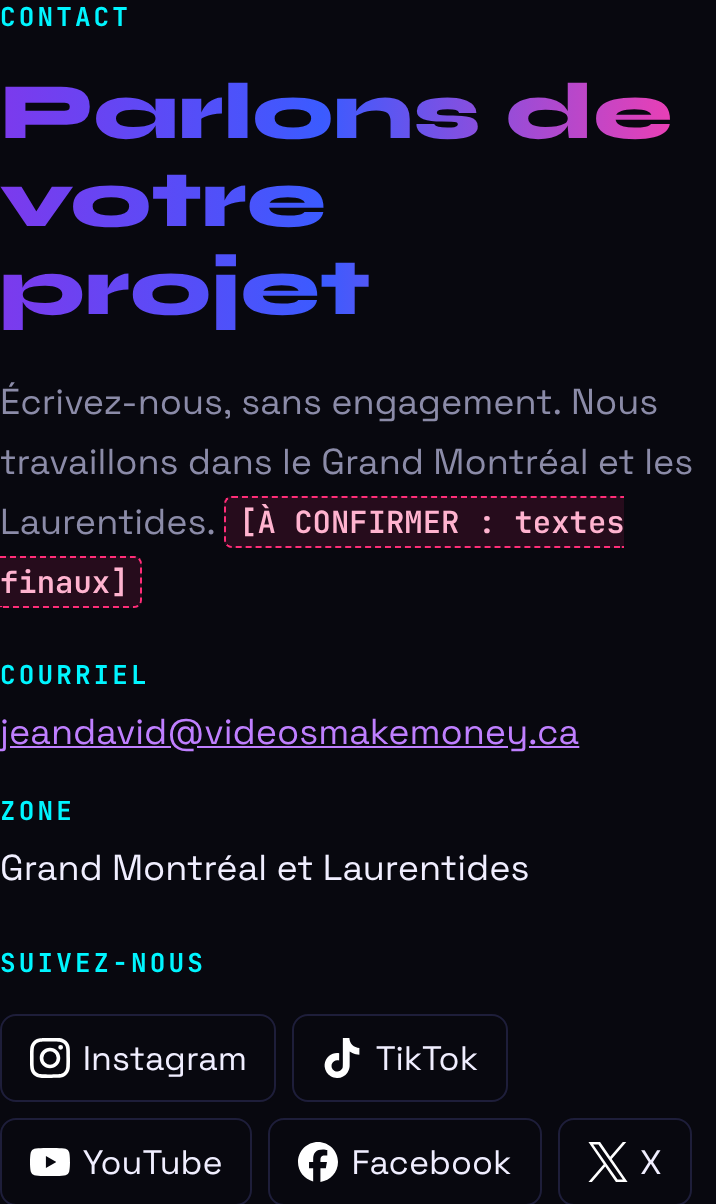 CONTACT
Parlons de
votre
projet
Écrivez-nous, sans engagement. Nous
travaillons dans le Grand Montréal et les
Laurentides. [À CONFIRMER : textes
finaux]
COURRIEL
jeandavid@videosmakemoney.ca
ZONE
Grand Montréal et Laurentides
SUIVEZ-NOUS
Instagram TikTok
YouTube Facebook X